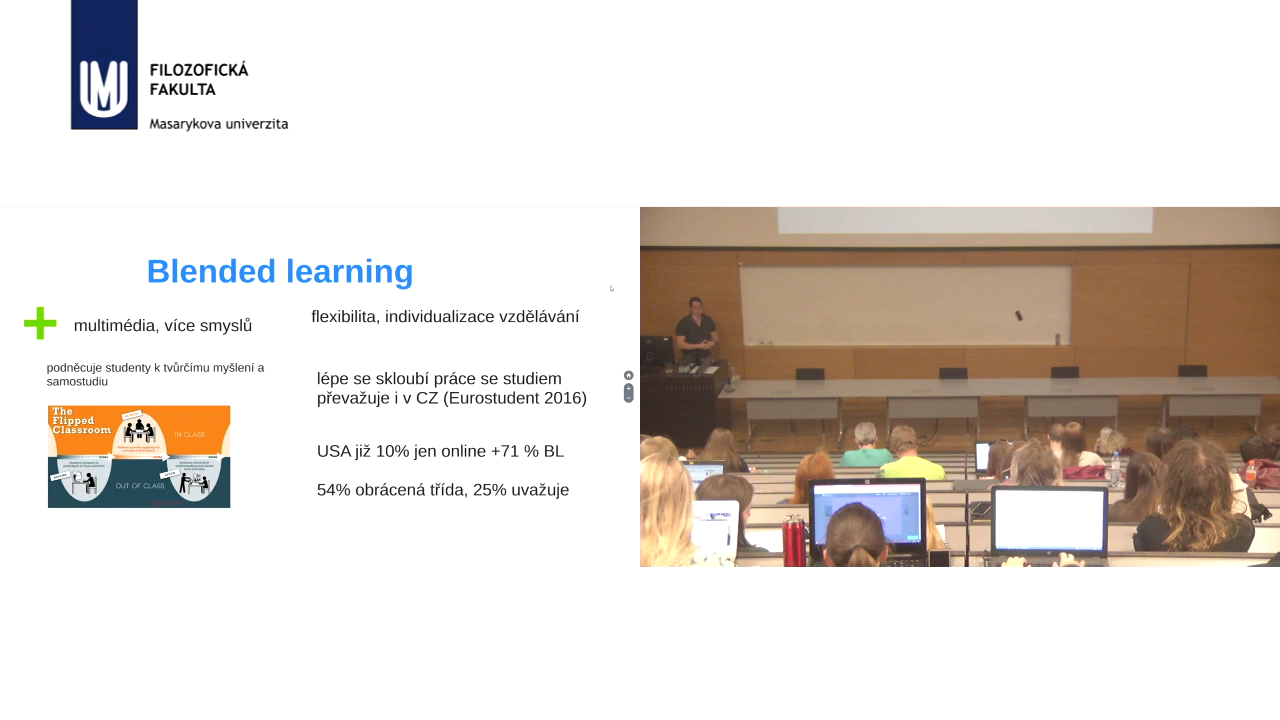 FILOZOFICKÁ
FAKULTA
Masarykova univerzita
Blended learning
multimédia, více smyslů
podněcuje studenty k tvůrčímu myšlení a
samostudiu
The
Flipped
Classroom
IN CLASS
OUT OF CLASS
flexibilita, individualizace vzdělávání
lépe se skloubí práce se studiem
převažuje i v CZ (Eurostudent 2016)
USA již 10% jen online +71 % BL
54% obrácená třída, 25% uvažuje